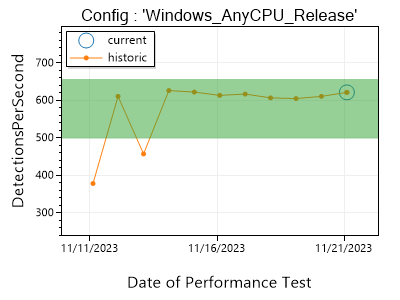 Config : 'Windows_AnyCPU_Release'
current
historic
DetectionsPerSecond
700
600
500
400
300
11/11/2023
11/16/2023
11/21/2023
Date of Performance Test